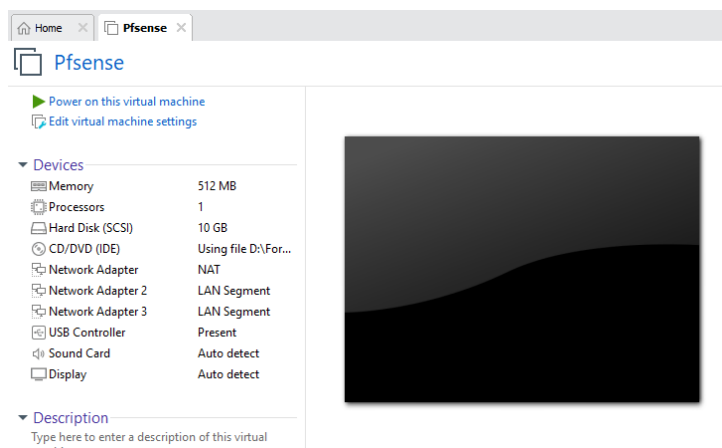 Home
Pfsense
Pfsense
Power on this virtual machine
Edit virtual machine settings
Devices
Memory 512 MB
Processors 1
Hard Disk (SCSI) 10 GB
CD/DVD (IDE) Using file D:\For...
Network Adapter NAT
Network Adapter 2 LAN Segment
Network Adapter 3 LAN Segment
USB Controller Present
Sound Card Auto detect
Display Auto detect
Description
Type here to enter a description of this virtual